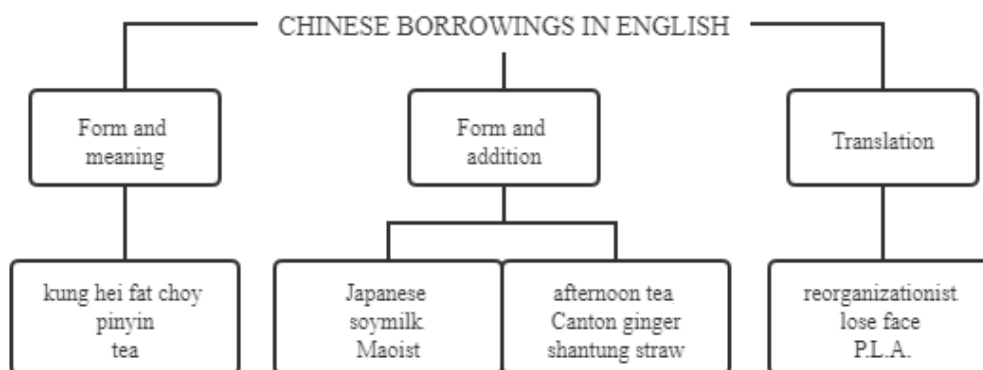 CHINESE BORROWINGS IN ENGLISH
Form and
meaning
Form and
addition
Translation
kung hei fat choy
pinyin
tea
Japanese
soymilk
Maoist
afternoon tea
Canton ginger
shantung straw
reorganizationist
lose face
P.L.A.